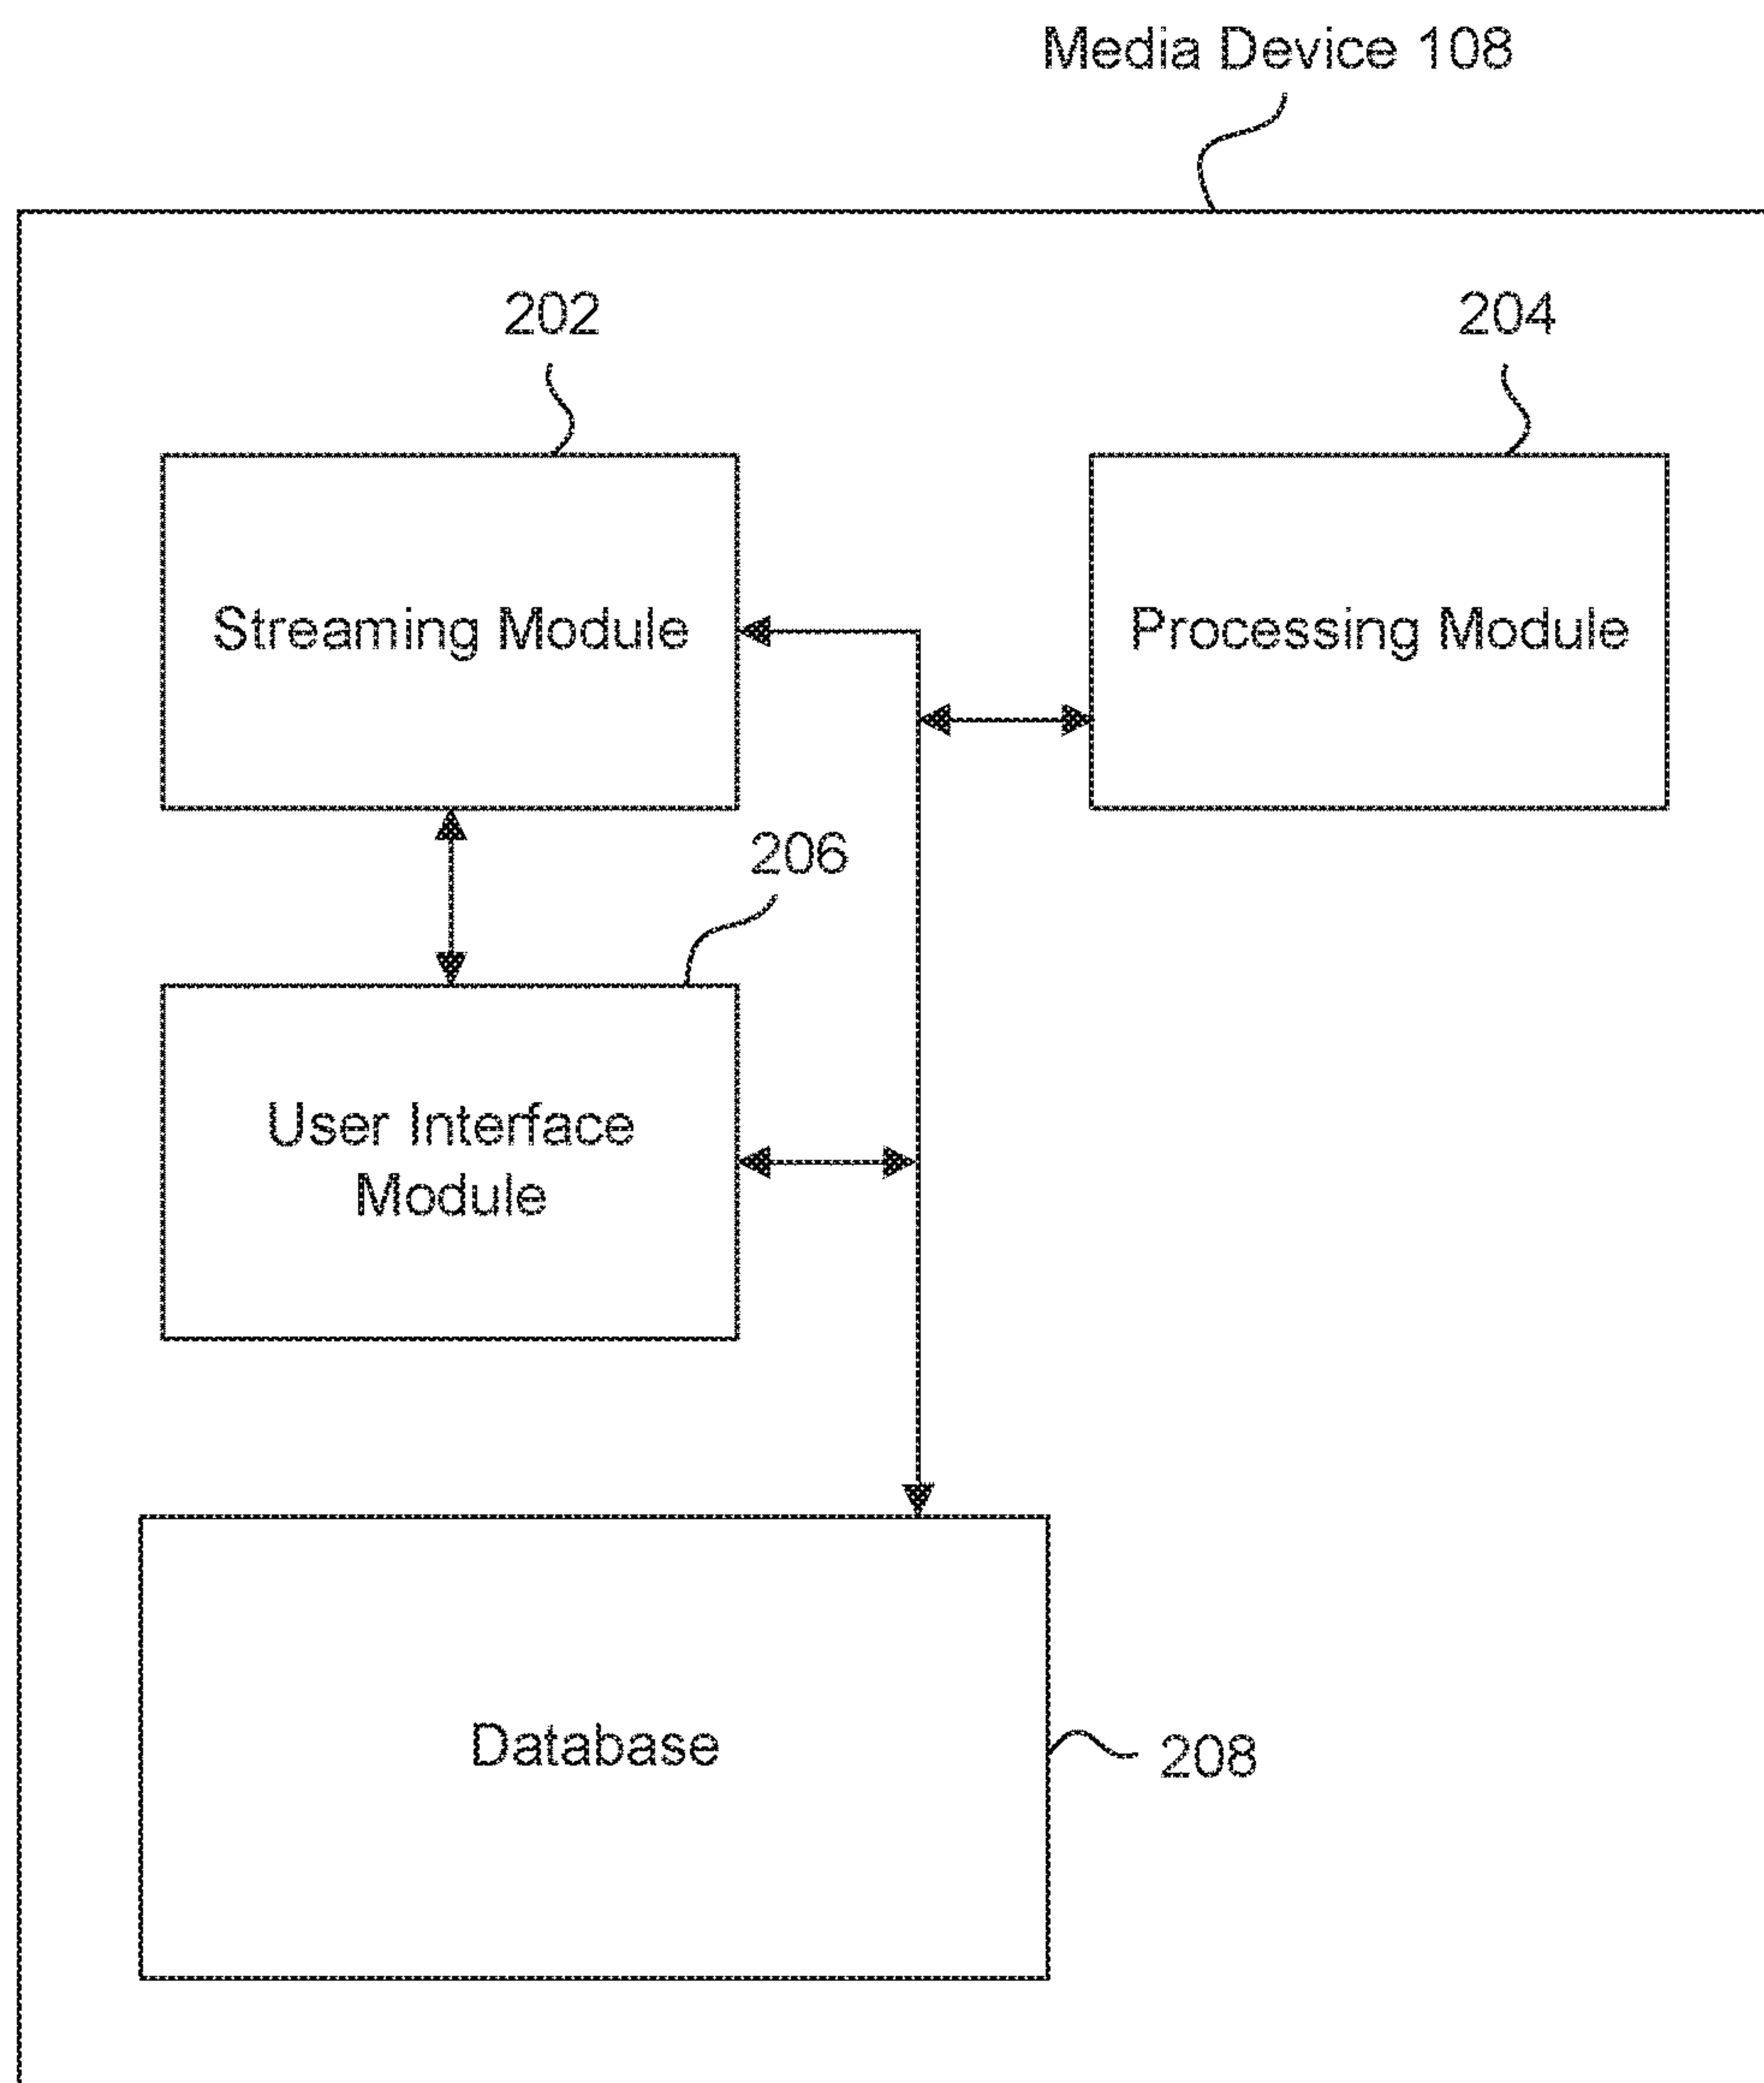 Media Device 108
202
204
Streaming Module
Processing Module
206
User Interface
Module
Database
208